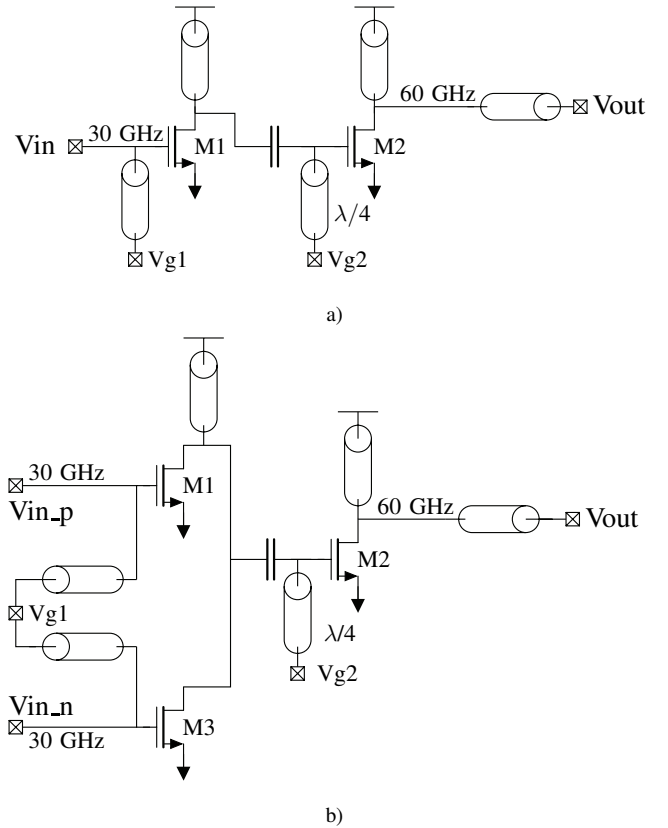 60 GHz
Vout
Vin
30 GHz
M1
M2
λ/4
Vg1
Vg2
a)
30 GHz
Vin_p
M1
60 GHz
Vout
M2
Vg1
λ/4
Vg2
Vin_n
30 GHz
M3
b)